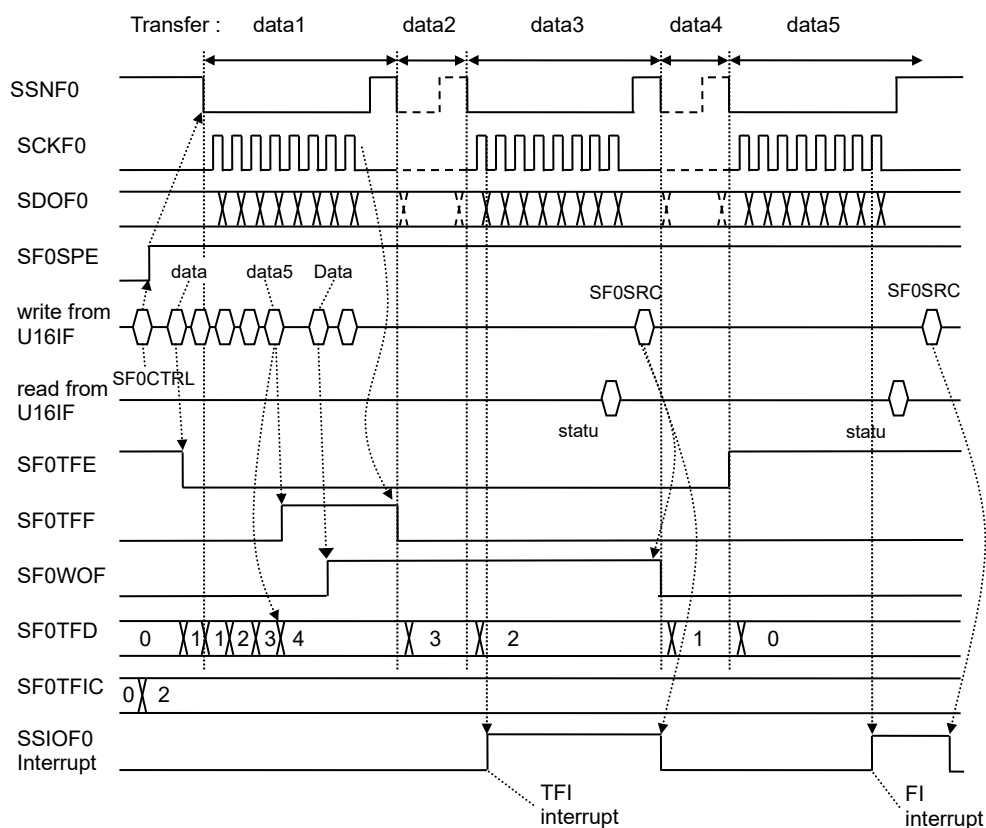 Transfer : data1 data2 data3 data4 data5
SSNF0
SCKF0
SDOF0
SF0SPE
data data5 Data SF0SRC SF0SRC
write from
U16IF
SF0CTRL
read from
U16IF
statu statu
SF0TFE
SF0TFF
SF0WOF
SF0TFD 0 1 1 2 3 4 3 2 1 0
SF0TFIC 0 2
SSIOF0
Interrupt
TFI FI
interrupt interrupt